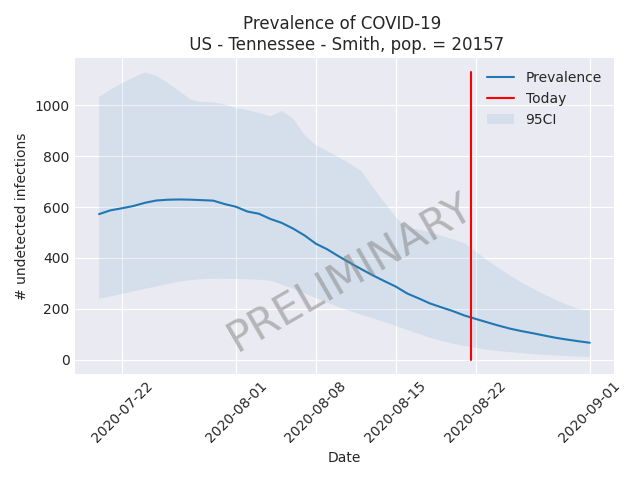 Prevalence of COVID-19
US - Tennessee - Smith, pop. = 20157
Prevalence
Today
95CI
1000
800
600
400
200
0
# undetected infections
PRELIMINARY
2020-07-22
2020-08-01
2020-08-08
2020-08-15
2020-08-22
2020-09-01
Date